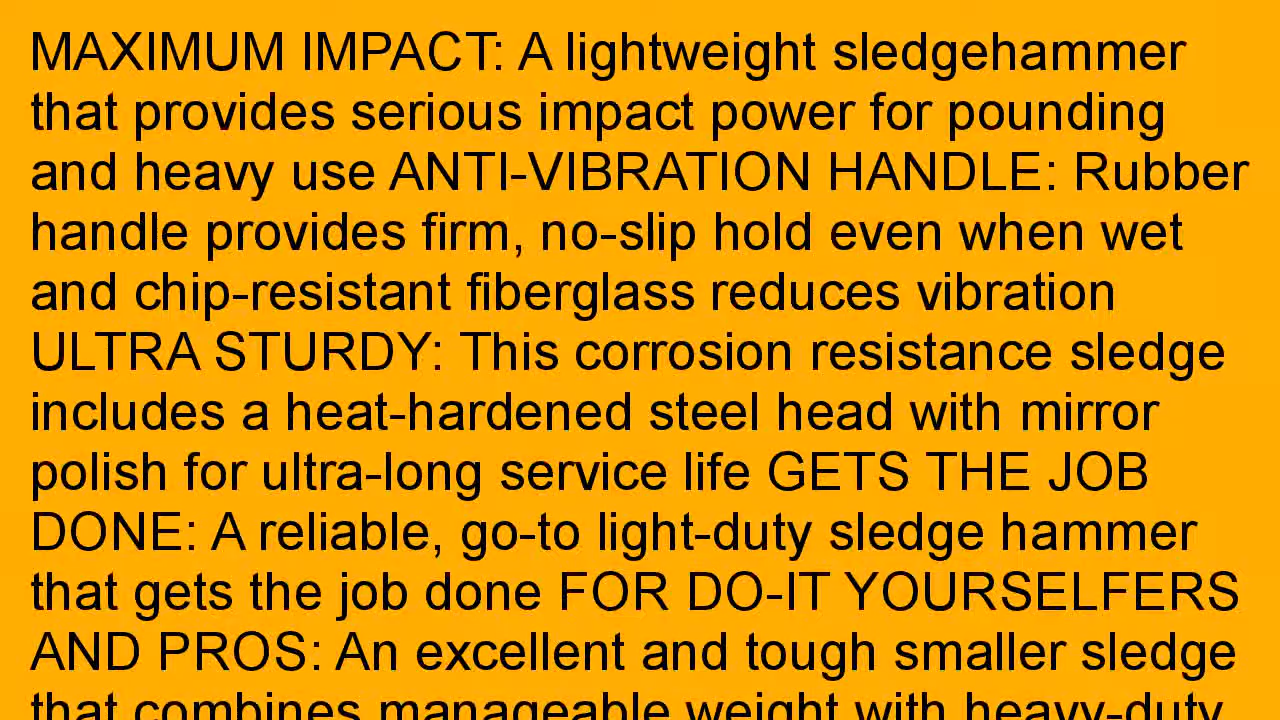 MAXIMUM IMPACT: A lightweight sledgehammer
that provides serious impact power for pounding
and heavy use ANTI-VIBRATION HANDLE: Rubber
handle provides firm, no-slip hold even when wet
and chip-resistant fiberglass reduces vibration
ULTRA STURDY: This corrosion resistance sledge
includes a heat-hardened steel head with mirror
polish for ultra-long service life GETS THE JOB
DONE: A reliable, go-to light-duty sledge hammer
that gets the job done FOR DO-IT YOURSELFERS
AND PROS: An excellent and tough smaller sledge
that combines manageable weight with heavy-duty